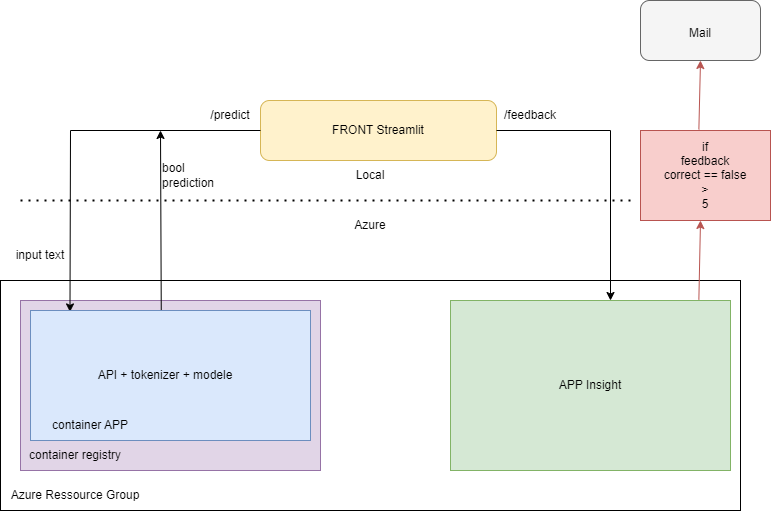 Mail
/predict
FRONT Streamlit
/feedback
if
feedback
correct == false
>
5
bool
prediction
Local
Azure
input text
API + tokenizer + modele
container APP
container registry
APP Insight
Azure Ressource Group